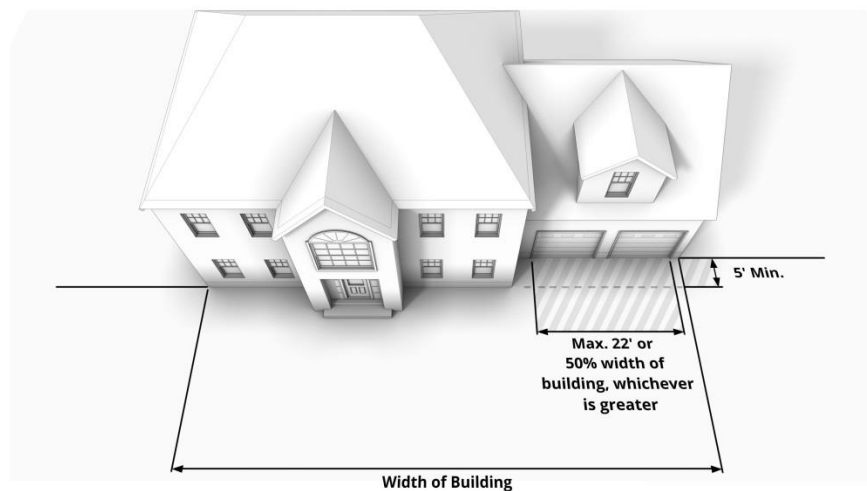 5' Min.
Max. 22' or
50% width of
building, whichever
is greater
Width of Building